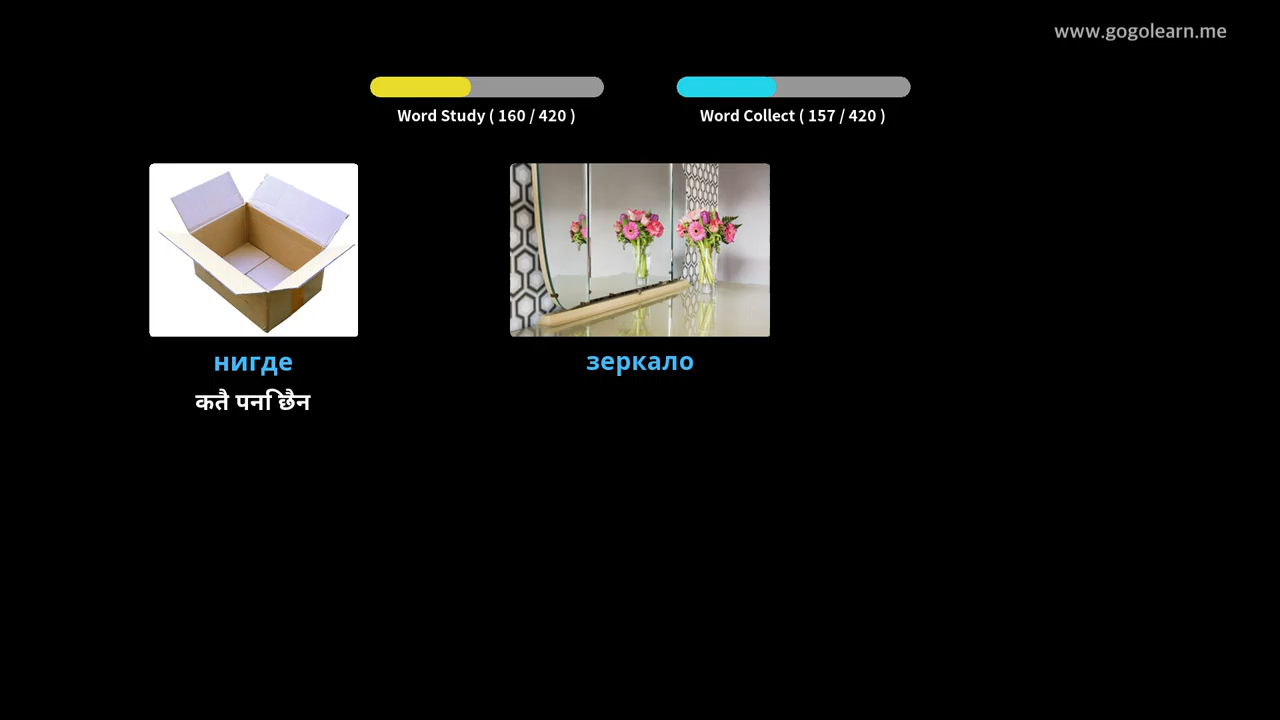 www.gogolearn.me
Word Study ( 160 / 420 )
Word Collect ( 157 / 420 )
нигде
зеркало
कतै पनि छैन